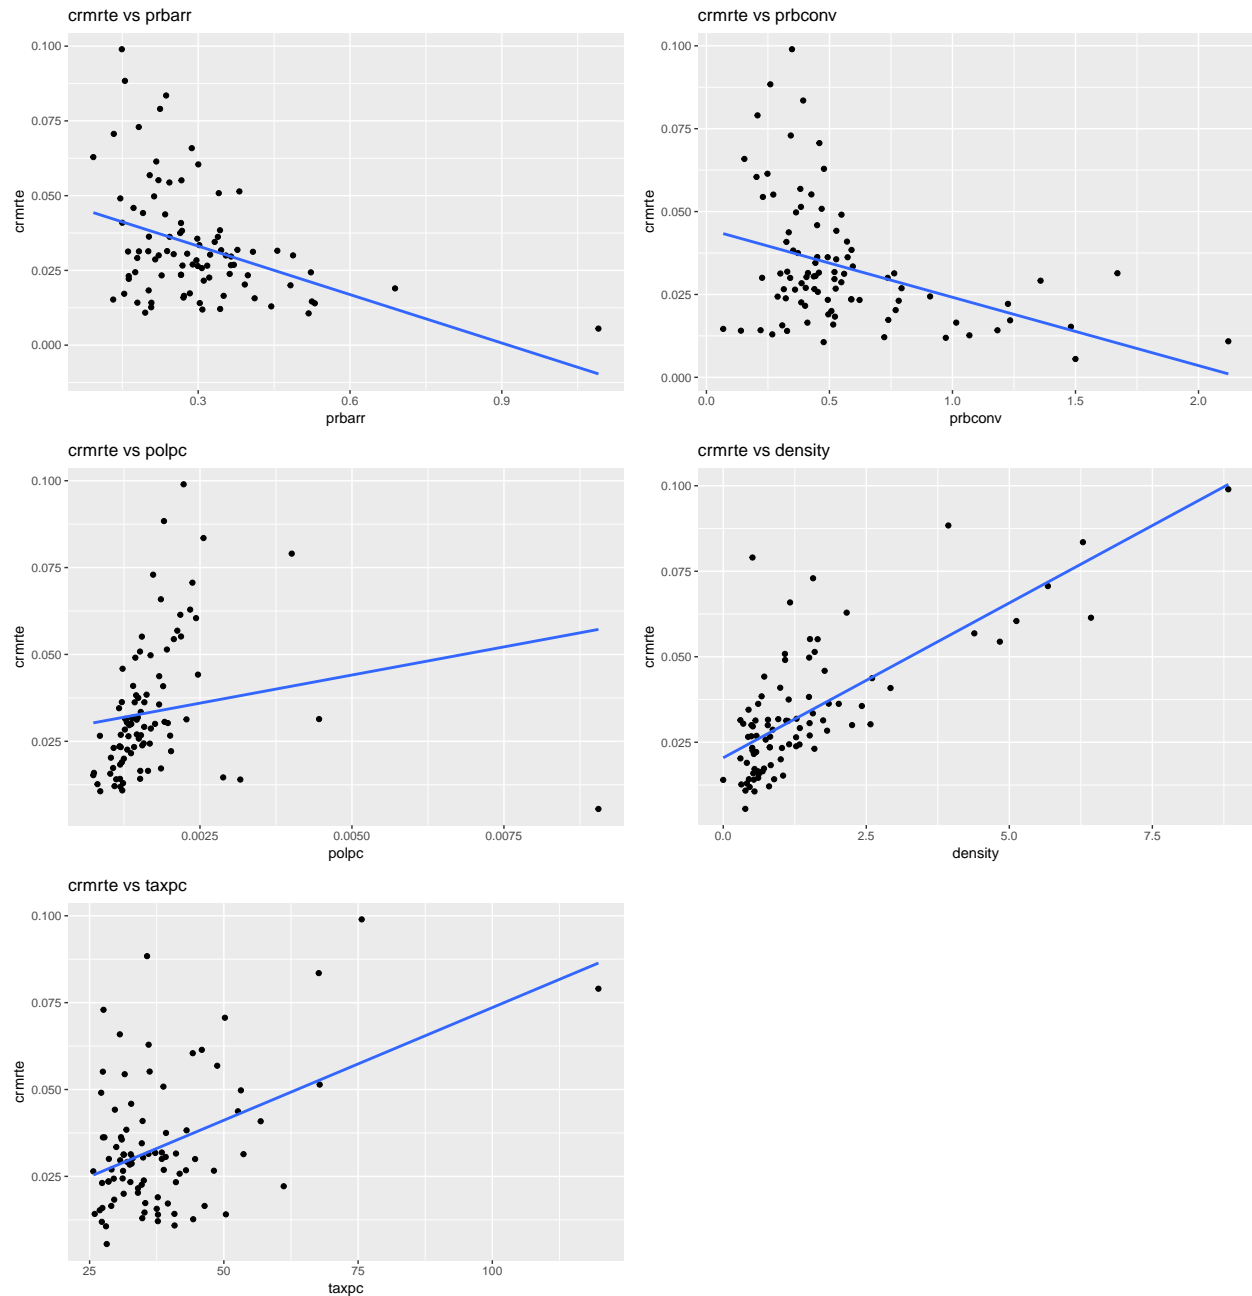 crmrte vs prbarr
0.100
0.075
0.050
0.025
0.000
crmrte
0.3 0.6 0.9
prbarr
crmrte vs prbconv
0.100
0.075
0.050
0.025
0.000
crmrte
0.0 0.5 1.0 1.5 2.0
prbconv
crmrte vs polpc
0.100
0.075
0.050
0.025
crmrte
0.0025 0.0050 0.0075
polpc
crmrte vs density
0.100
0.075
0.050
0.025
crmrte
0.0 2.5 5.0 7.5
density
crmrte vs taxpc
0.100
0.075
0.050
0.025
crmrte
25 50 75 100
taxpc